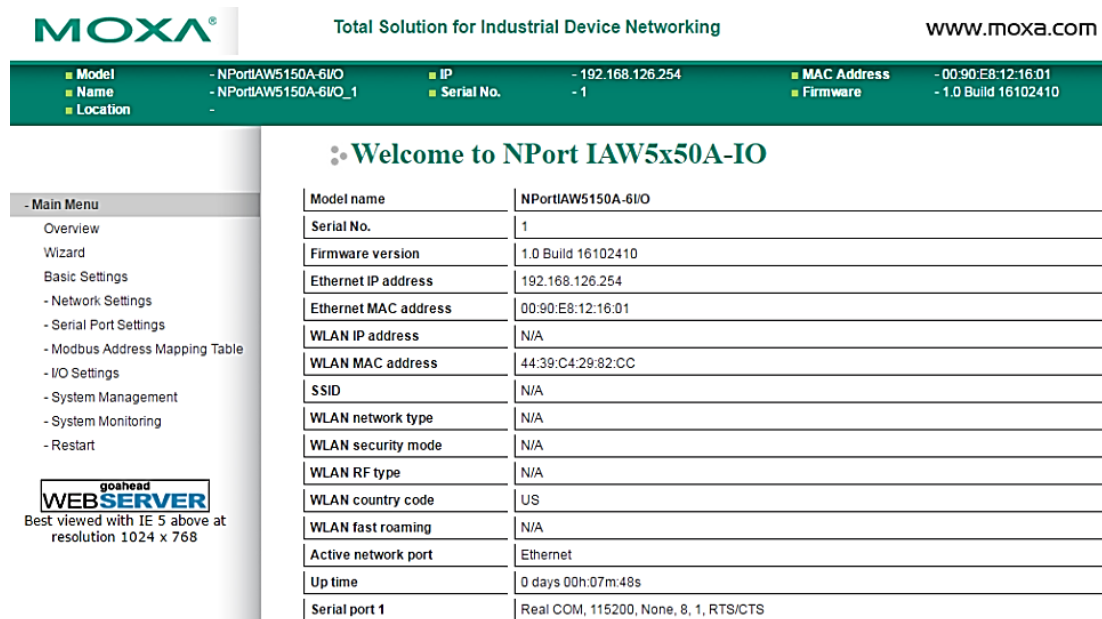 MOXA® Total Solution for Industrial Device Networking www.moxa.com
Model - NPortIAW5150A-6I/O IP - 192.168.126.254 MAC Address - 00:90:E8:12:16:01
Name - NPortIAW5150A-6I/O_1 Serial No. - 1 Firmware - 1.0 Build 16102410
Location -
Welcome to NPort IAW5x50A-IO
- Main Menu
Overview
Wizard
Basic Settings
- Network Settings
- Serial Port Settings
- Modbus Address Mapping Table
- I/O Settings
- System Management
- System Monitoring
- Restart
goahead
WEBSERVER
Best viewed with IE 5 above at
resolution 1024 x 768
Model name NPortIAW5150A-6I/O
Serial No. 1
Firmware version 1.0 Build 16102410
Ethernet IP address 192.168.126.254
Ethernet MAC address 00:90:E8:12:16:01
WLAN IP address N/A
WLAN MAC address 44:39:C4:29:82:CC
SSID N/A
WLAN network type N/A
WLAN security mode N/A
WLAN RF type N/A
WLAN country code US
WLAN fast roaming N/A
Active network port Ethernet
Up time 0 days 00h:07m:48s
Serial port 1 Real COM, 115200, None, 8, 1, RTS/CTS